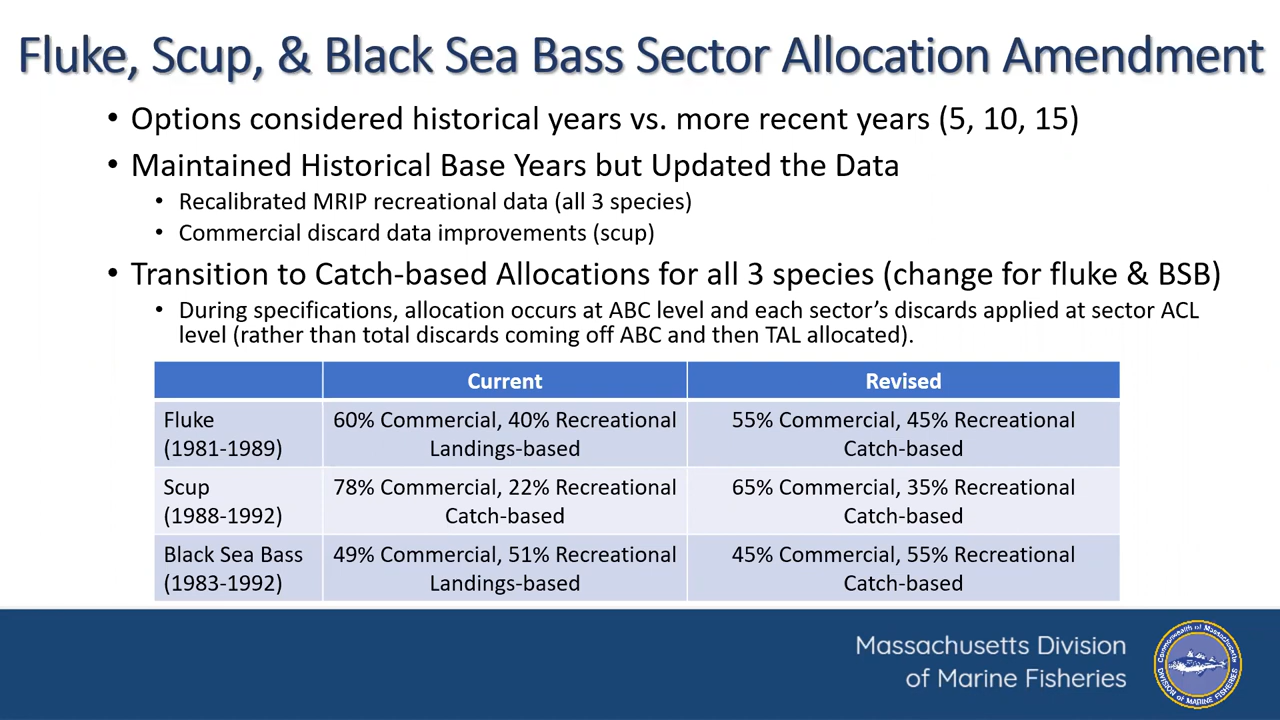 Fluke, Scup, & Black Sea Bass Sector Allocation Amendment
• Options considered historical years vs. more recent years (5, 10, 15)
• Maintained Historical Base Years but Updated the Data
• Recalibrated MRIP recreational data (all 3 species)
• Commercial discard data improvements (scup)
• Transition to Catch-based Allocations for all 3 species (change for fluke & BSB)
• During specifications, allocation occurs at ABC level and each sector’s discards applied at sector ACL
level (rather than total discards coming off ABC and then TAL allocated).
Current Revised
Fluke 60% Commercial, 40% Recreational 55% Commercial, 45% Recreational
(1981-1989) Landings-based Catch-based
Scup 78% Commercial, 22% Recreational 65% Commercial, 35% Recreational
(1988-1992) Catch-based Catch-based
Black Sea Bass 49% Commercial, 51% Recreational 45% Commercial, 55% Recreational
(1983-1992) Landings-based Catch-based
Massachusetts Division
of Marine Fisheries
Commonwealth of Massachusetts
DIVISION of MARINE FISHERIES